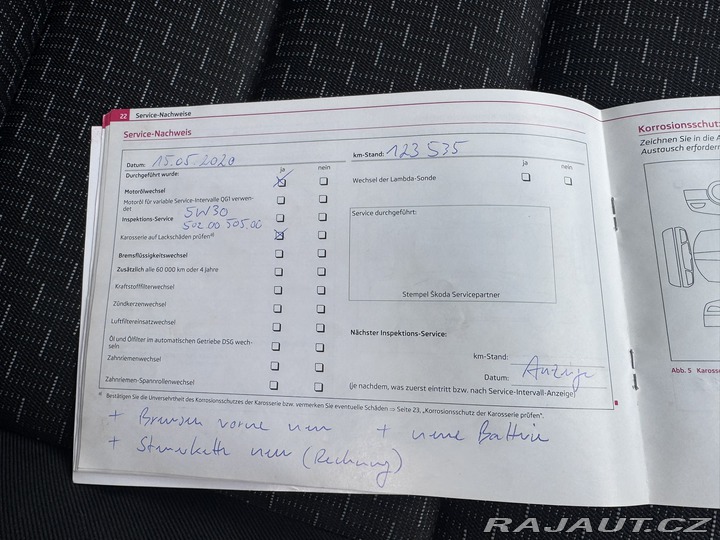 22 Service-Nachweise
Service-Nachweis
Datum: 15.05.2020
km-Stand: 123 535
Durchgeführt wurde: ja nein
ja nein
Motorölwechsel
Wechsel der Lambda-Sonde
Motoröl für variable Service-Intervalle QG1 verwen-
det
5W30
Inspektions-Service
502 00 505.00
Karosserie auf Lackschäden prüfen a)
Bremsflüssigkeitswechsel
Zusätzlich alle 60 000 km oder 4 Jahre
Kraftstofffilterwechsel
Zündkerzenwechsel
Luftfiltereinsatzwechsel
Öl und Ölfilter im automatischen Getriebe DSG wech-
seln
Zahnriemenwechsel
Zahnriemen-Spannrollenwechsel
Service durchgeführt:
Stempel Škoda Servicepartner
Nächster Inspektions-Service:
km-Stand:
Datum: Anzeige
(je nachdem, was zuerst eintritt bzw. nach Service-Intervall-Anzeige)
a) Bestätigen Sie die Unversehrtheit des Korrosionsschutzes der Karosserie bzw. vermerken Sie eventuelle Schäden ⇒ Seite 23, „Korrosionsschutz der Karosserie prüfen“.
+ Bremsen vorne neu + neue Battrie
+ neu (Rechnung)
Korrosionsschutz
Zeichnen Sie in die A
Austausch erforder
Abb. 5 Karosse
RAJAUT.CZ